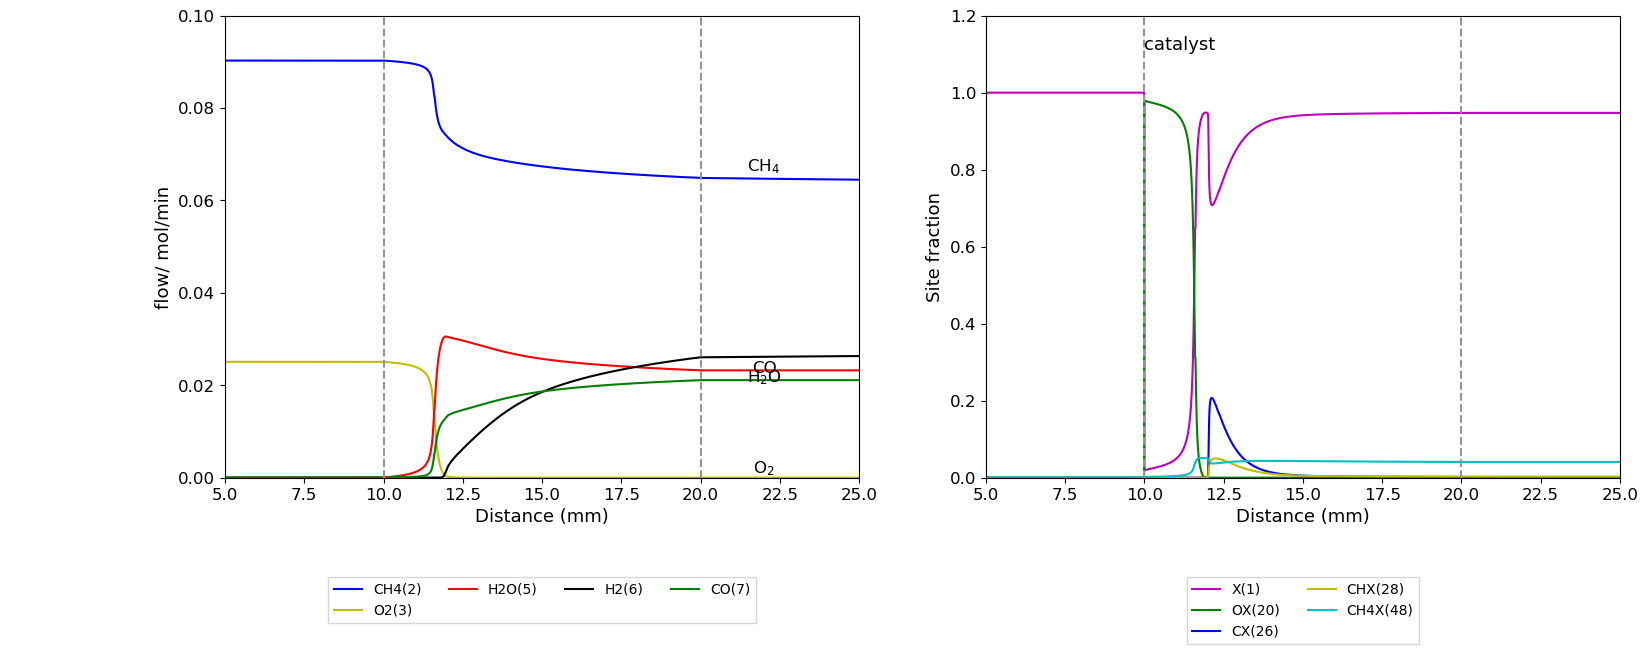 0.10
0.08
0.06
0.04
0.02
0.00
flow/ mol/min
CH₄
CO
H₂O
O₂
5.0 7.5 10.0 12.5 15.0 17.5 20.0 22.5 25.0
Distance (mm)
CH4(2) H2O(5) H2(6) CO(7)
O2(3)
1.2
1.0
0.8
0.6
0.4
0.2
0.0
Site fraction
catalyst
5.0 7.5 10.0 12.5 15.0 17.5 20.0 22.5 25.0
Distance (mm)
X(1) CHX(28)
OX(20) CH4X(48)
CX(26)